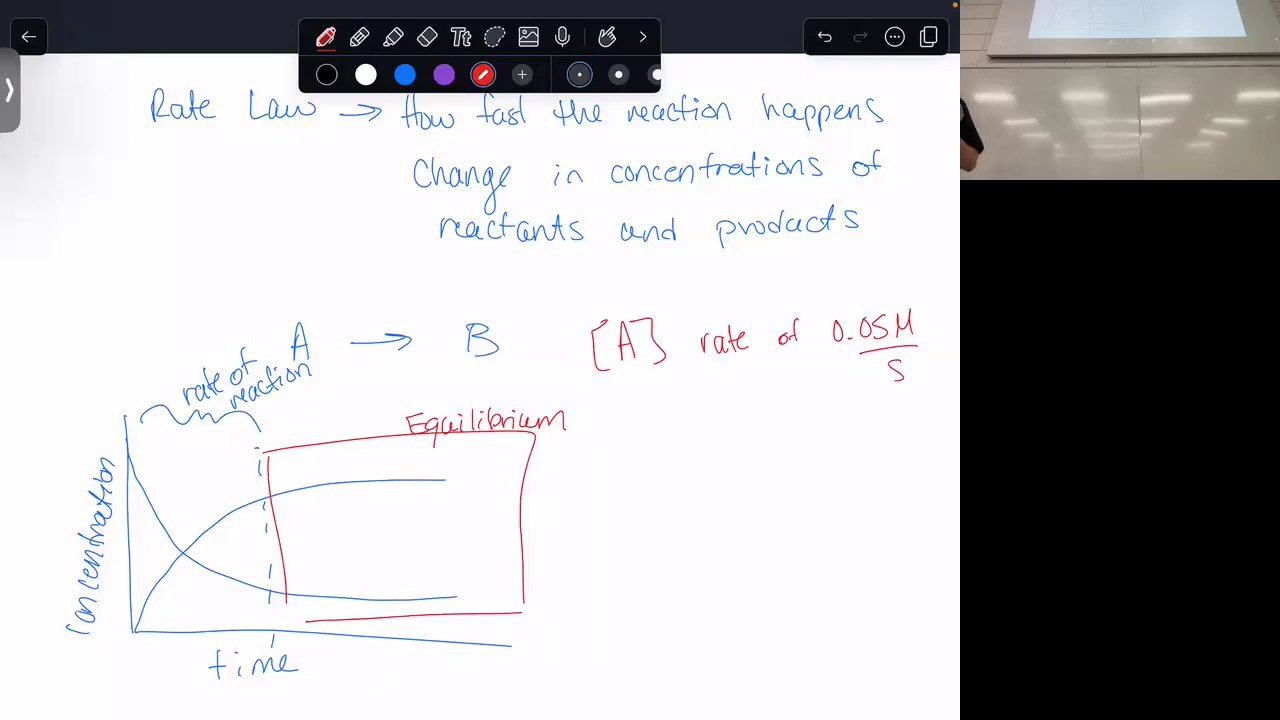 Tt
Rate Law → How fast the reaction happens
Change in concentrations of
reactants and products
A → B
[A] rate of 0.05M
S
rate of
reaction
Equilibrium
Concentration
time